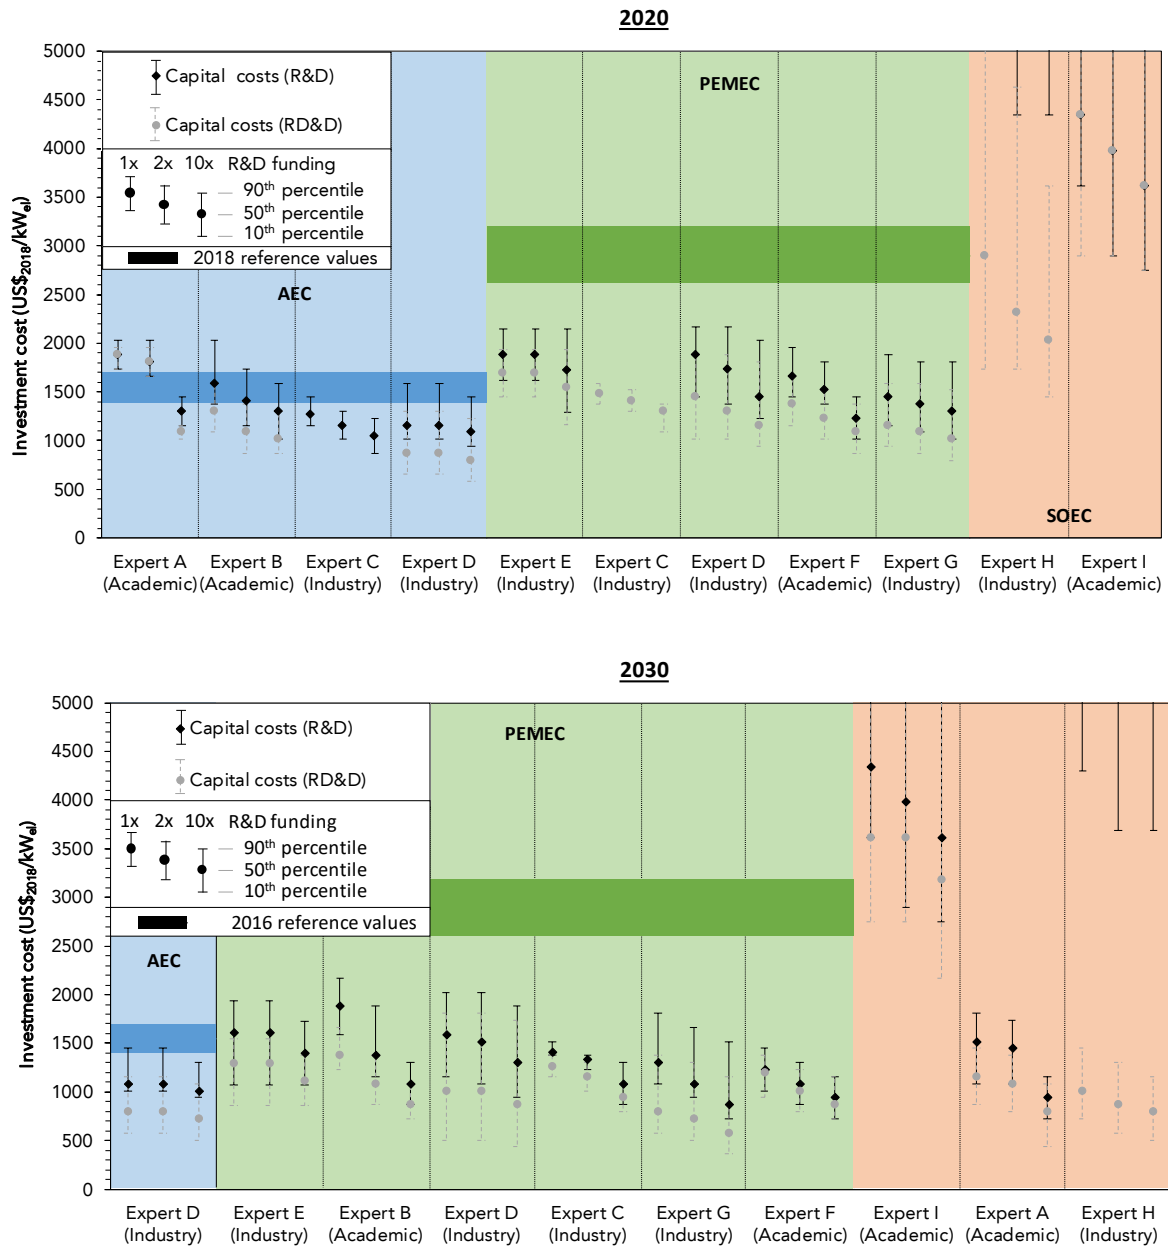 2020
5000
4500
4000
3500
3000
2500
2000
1500
1000
500
0
Investment cost (US$2018/kWel)
Capital costs (R&D)
Capital costs (RD&D)
1x 2x 10x R&D funding
90th percentile
50th percentile
10th percentile
2018 reference values
AEC
PEMEC
SOEC
Expert A Expert B Expert C Expert D Expert E Expert C Expert D Expert F Expert G Expert H Expert I
(Academic) (Academic) (Industry) (Industry) (Industry) (Industry) (Industry) (Academic) (Industry) (Industry) (Academic)
2030
5000
4500
4000
3500
3000
2500
2000
1500
1000
500
0
Investment cost (US$2018/kWel)
Capital costs (R&D)
Capital costs (RD&D)
1x 2x 10x R&D funding
90th percentile
50th percentile
10th percentile
2016 reference values
AEC
PEMEC
Expert D Expert E Expert B Expert D Expert C Expert G Expert F Expert I Expert A Expert H
(Industry) (Industry) (Academic) (Industry) (Industry) (Industry) (Academic) (Academic) (Academic) (Industry)